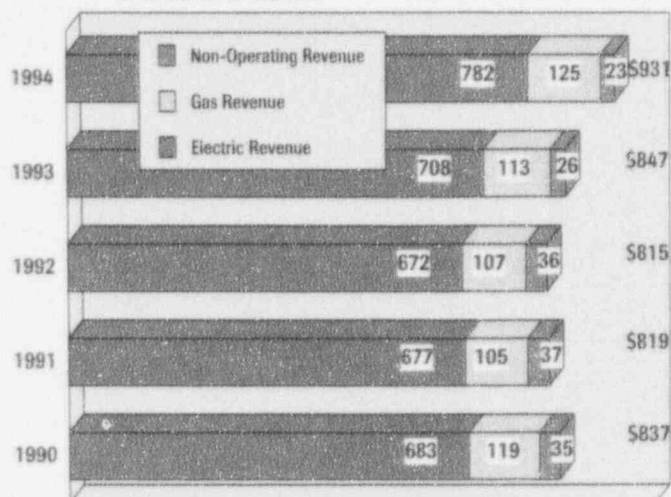 Non-Operating Revenue
Gas Revenue
Electric Revenue
1994 782 125 23 $931
1993 708 113 26 $847
1992 672 107 36 $815
1991 677 105 37 $819
1990 683 119 35 $837